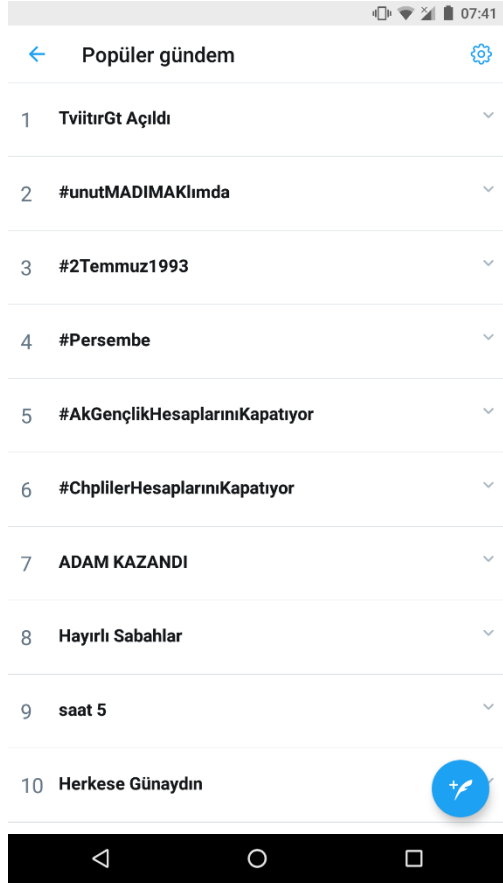 07:41
Popüler gündem
1 TviitırGt Açıldı
2 #unutMADIMAKlımda
3 #2Temmuz1993
4 #Persembe
5 #AkGençlikHesaplarınıKapatıyor
6 #ChplilerHesaplarınıKapatıyor
7 ADAM KAZANDI
8 Hayırlı Sabahlar
9 saat 5
10 Herkese Günaydın